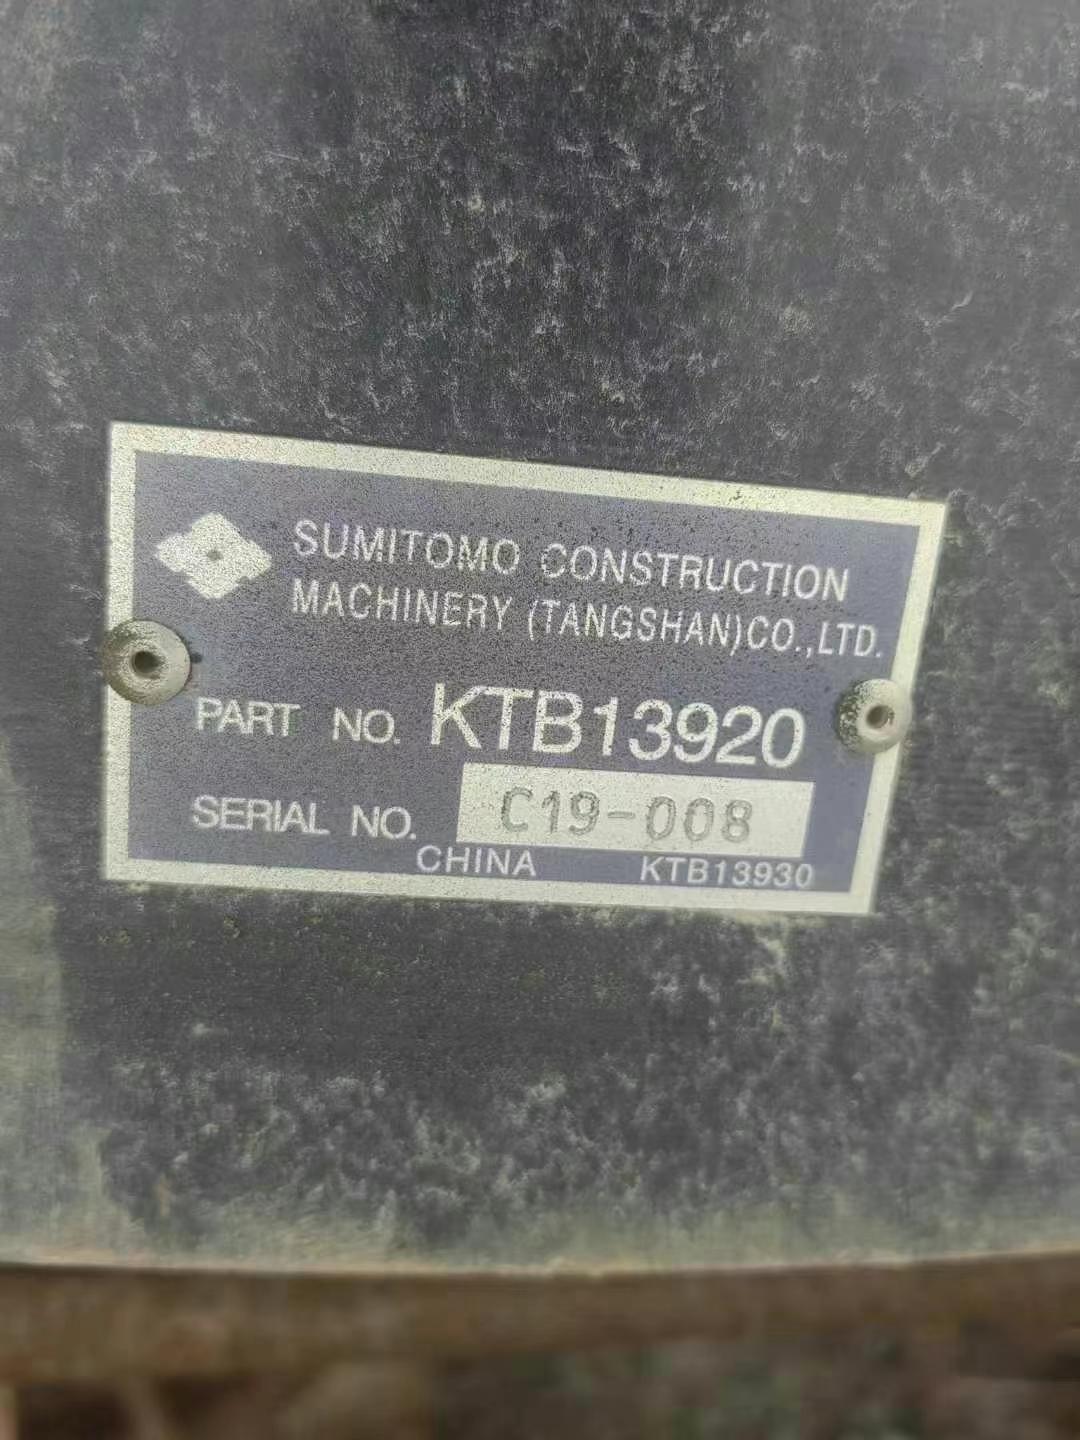 SUMITOMO CONSTRUCTION
MACHINERY (TANGSHAN)CO.,LTD.
PART NO. KTB13920
SERIAL NO. C19-008
CHINA KTB13930